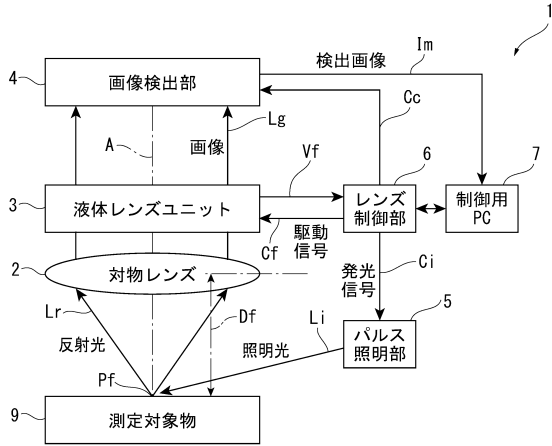 1
検出画像
Im
4
画像検出部
Cc
Lg
A
画像
Vf
6
7
3
液体レンズユニット
レンズ
制御部
制御用
PC
Cf
駆動
信号
2
対物レンズ
発光
信号
Ci
Lr
Df
反射光
Li
5
照明光
パルス
照明部
Pf
9
測定対象物